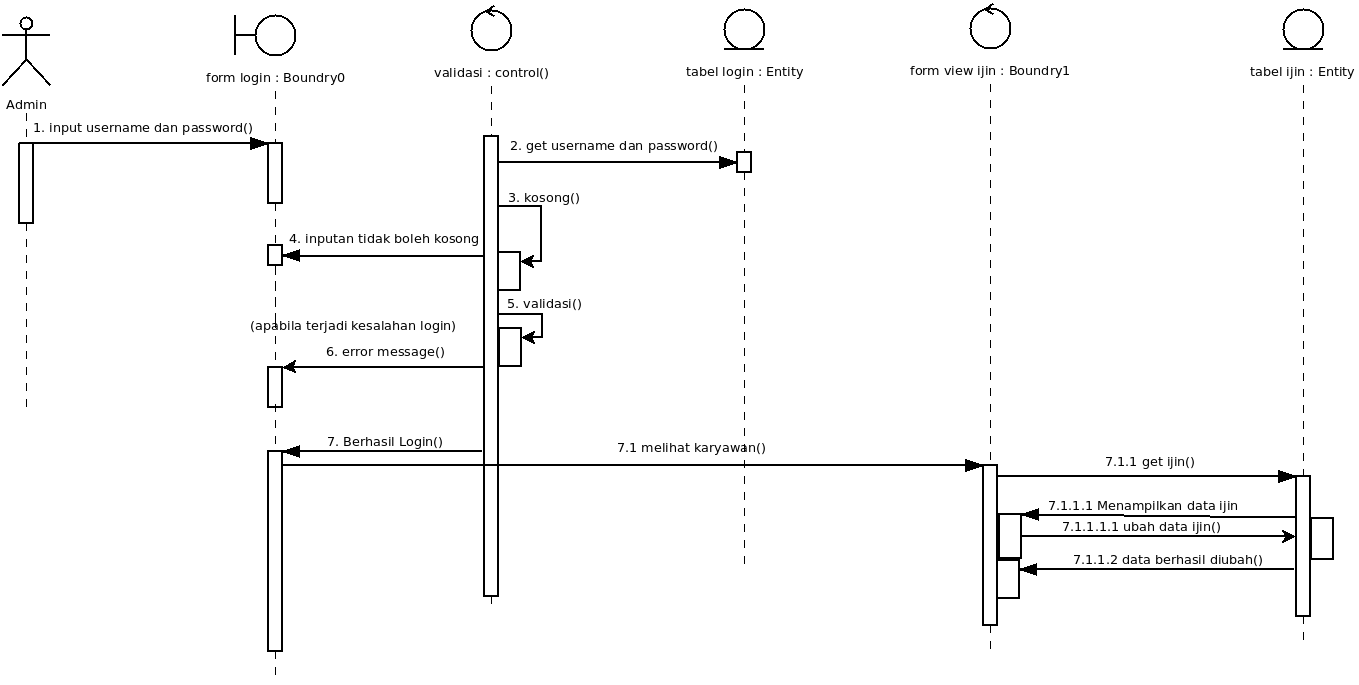 Admin
form login : Boundry0
validasi : control()
tabel login : Entity
form view ijin : Boundry1
tabel ijin : Entity
1. input username dan password()
2. get username dan password()
3. kosong()
4. inputan tidak boleh kosong
5. validasi()
(apabila terjadi kesalahan login)
6. error message()
7. Berhasil Login()
7.1 melihat karyawan()
7.1.1 get ijin()
7.1.1.1 Menampilkan data ijin
7.1.1.1.1 ubah data ijin()
7.1.1.2 data berhasil diubah()